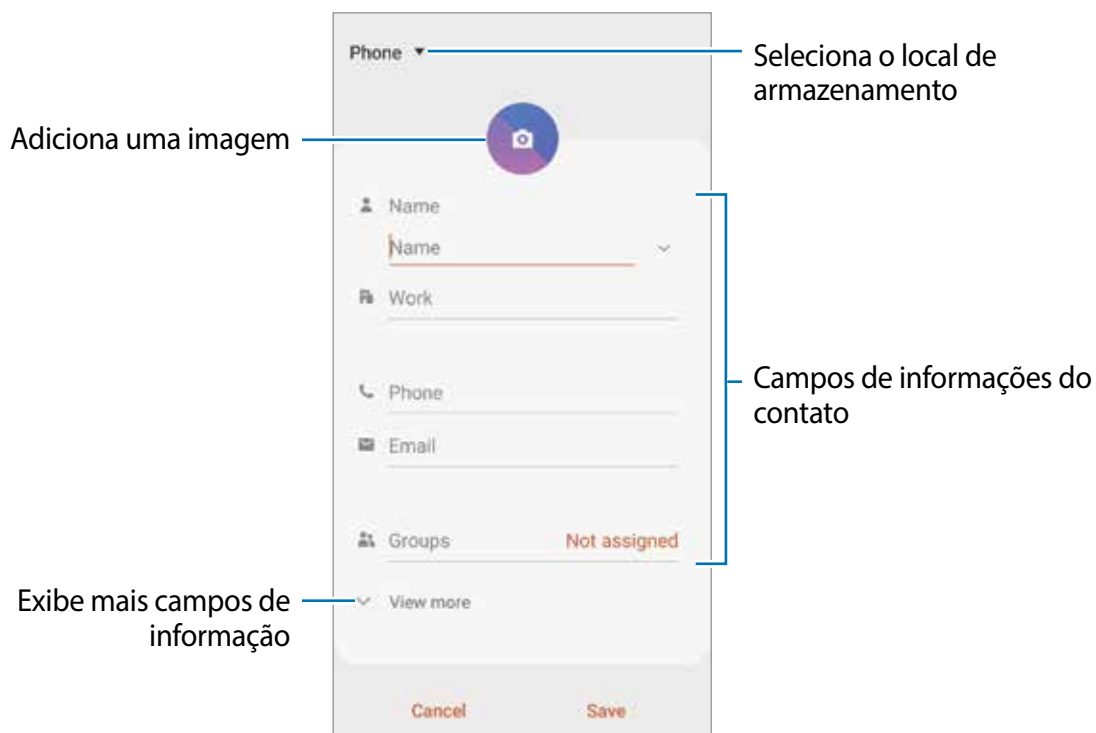 Phone
Seleciona o local de
armazenamento
Adiciona uma imagem
Name
Name
Work
Phone
Campos de informações do
contato
Email
Groups Not assigned
Exibe mais campos de
informação
View more
Cancel Save